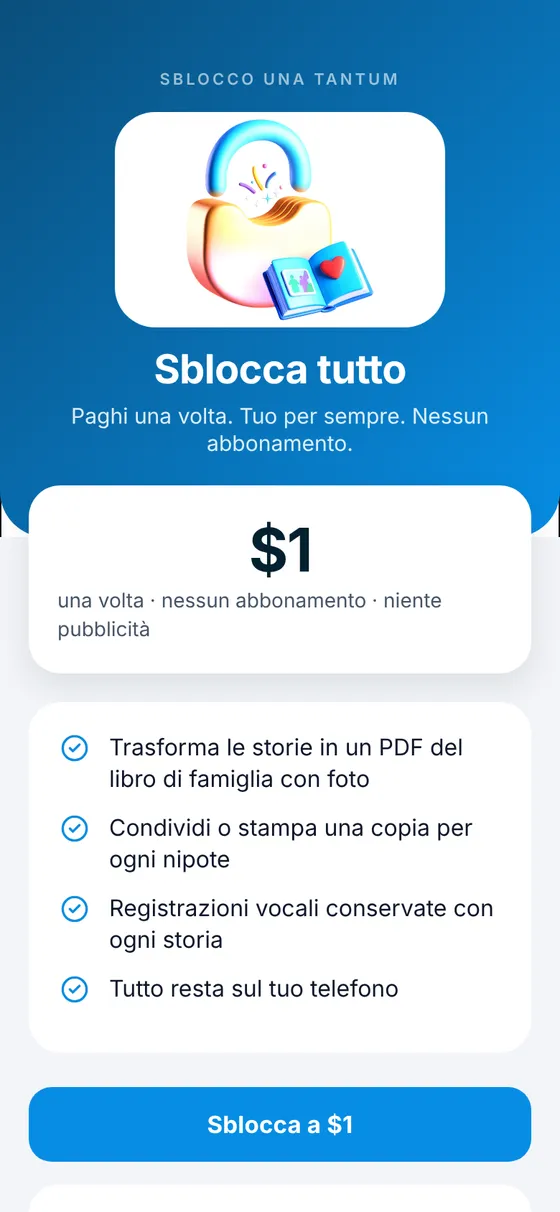 SBLOCCO UNA TANTUM
Sblocca tutto
Paghi una volta. Tuo per sempre. Nessun
abbonamento.
$1
una volta · nessun abbonamento · niente
pubblicità
Trasforma le storie in un PDF del
libro di famiglia con foto
Condividi o stampa una copia per
ogni nipote
Registrazioni vocali conservate con
ogni storia
Tutto resta sul tuo telefono
Sblocca a $1